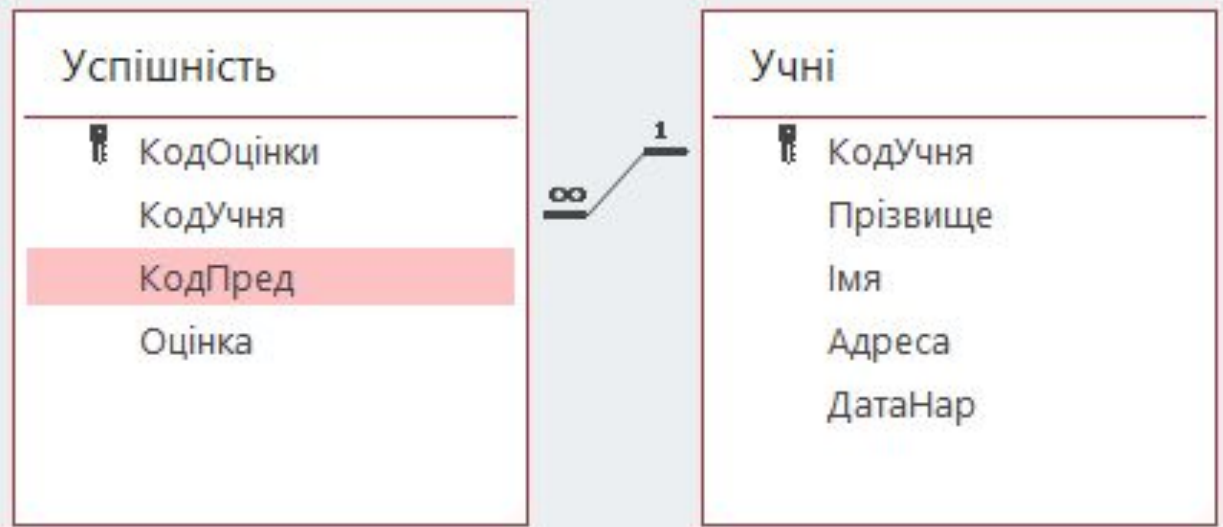 Успішність
КодОцінки
КодУчня
КодПред
Оцінка
∞
1
Учні
КодУчня
Прізвище
Імя
Адреса
ДатаНар